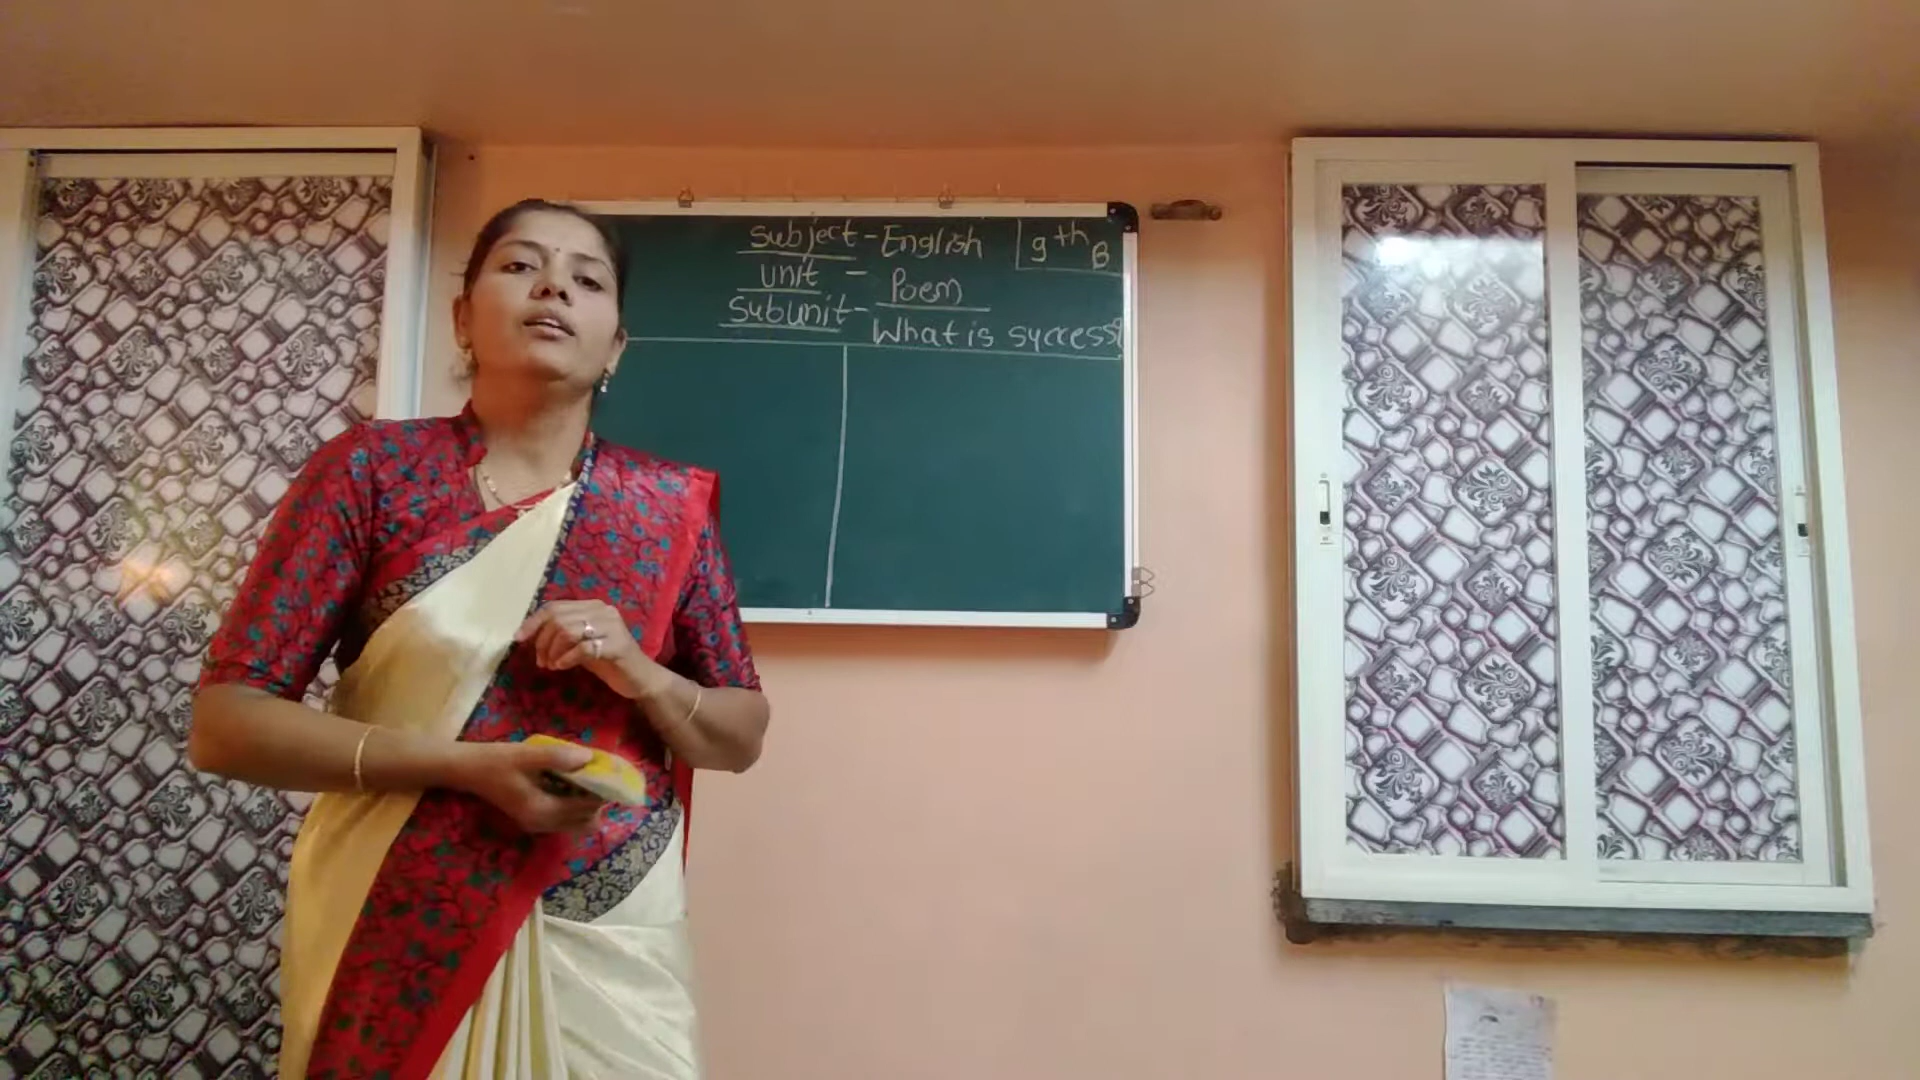 Subject - English
9th B
unit - Poem
Subunit - What is success?